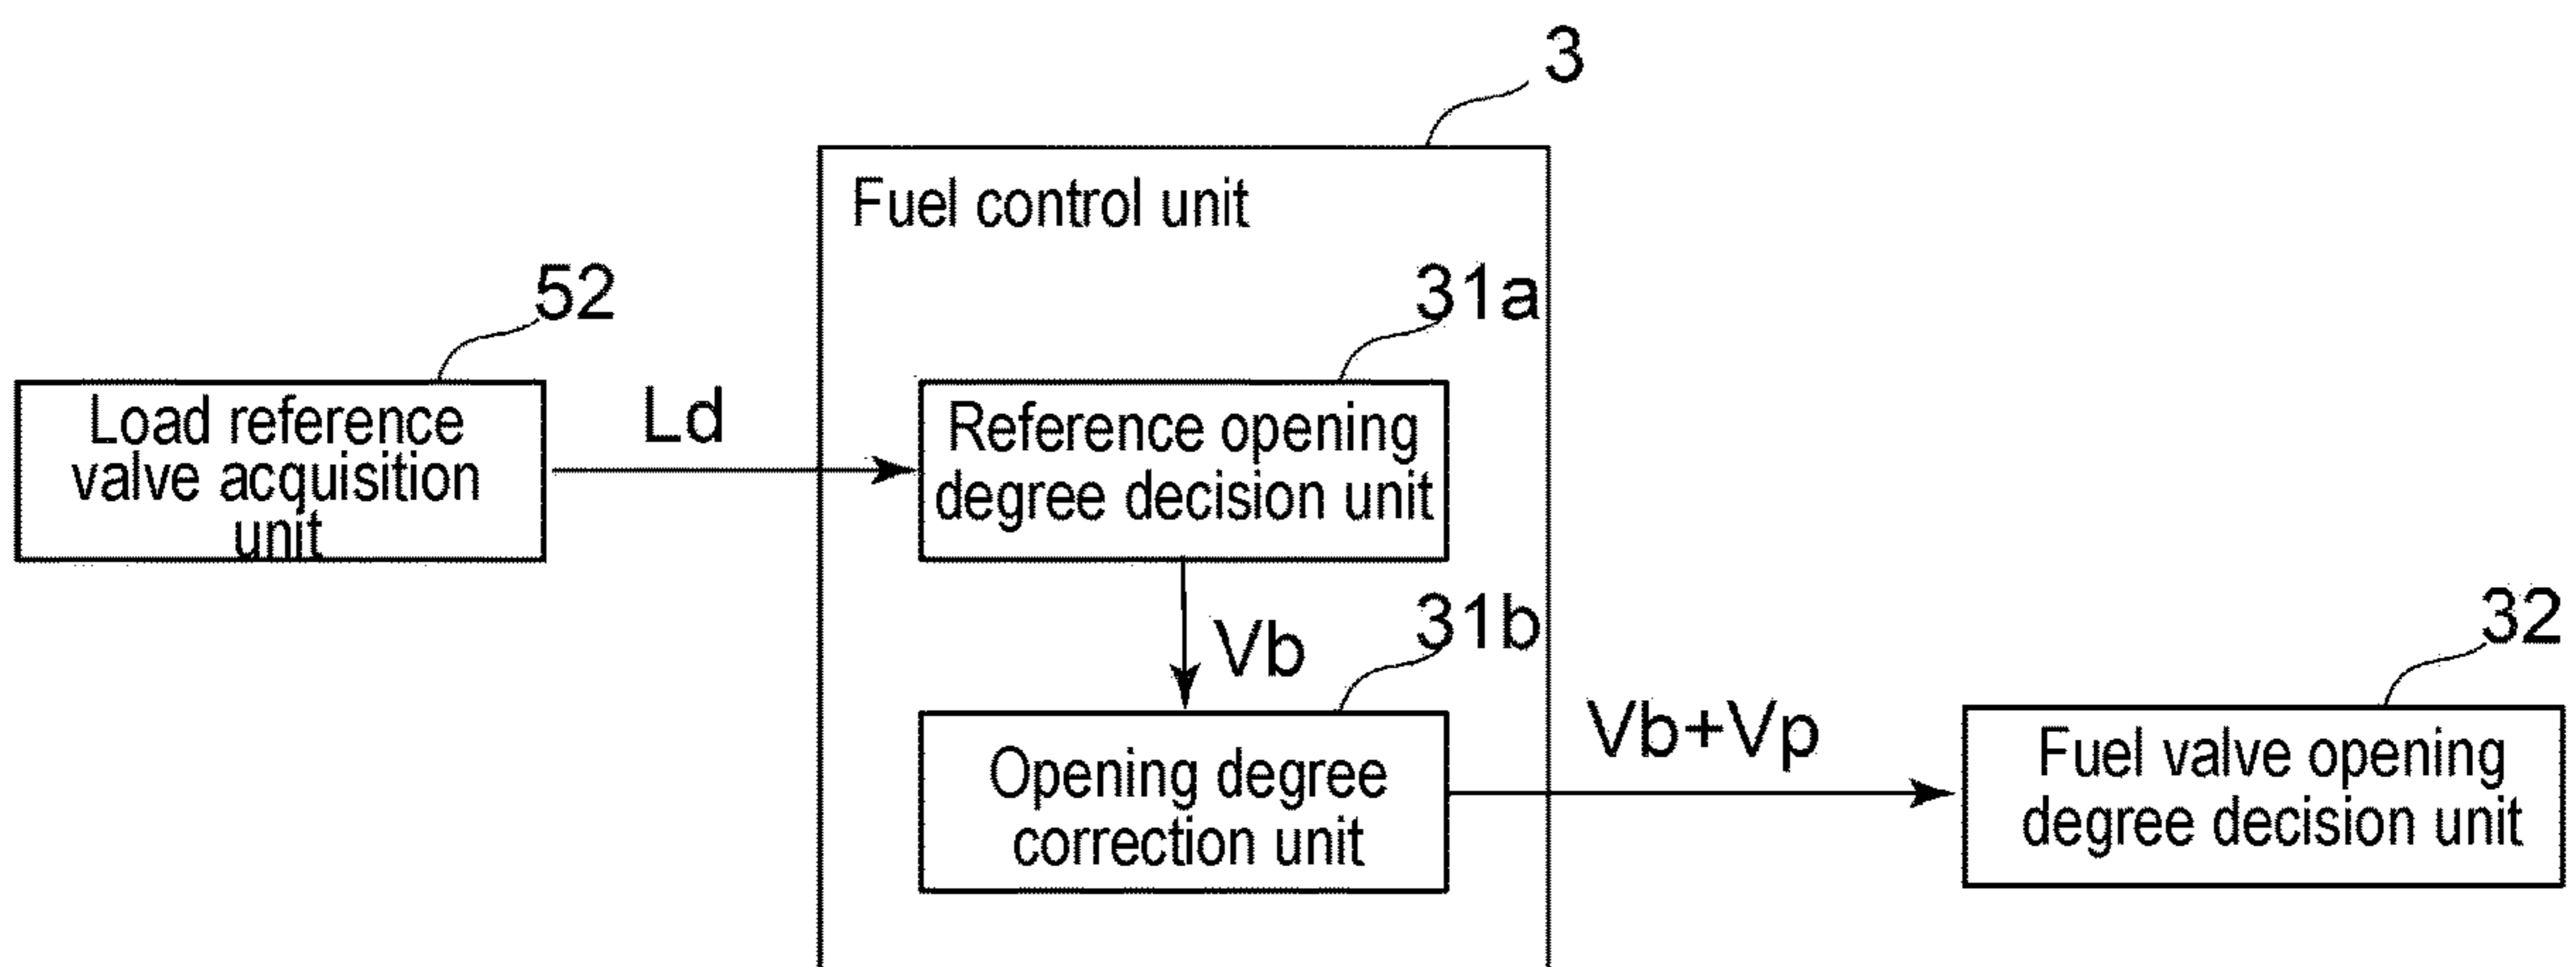 3
Fuel control unit
52
31a
Load reference
valve acquisition
unit
Ld
Reference opening
degree decision unit
Vb
31b
32
Opening degree
correction unit
Vb+Vp
Fuel valve opening
degree decision unit